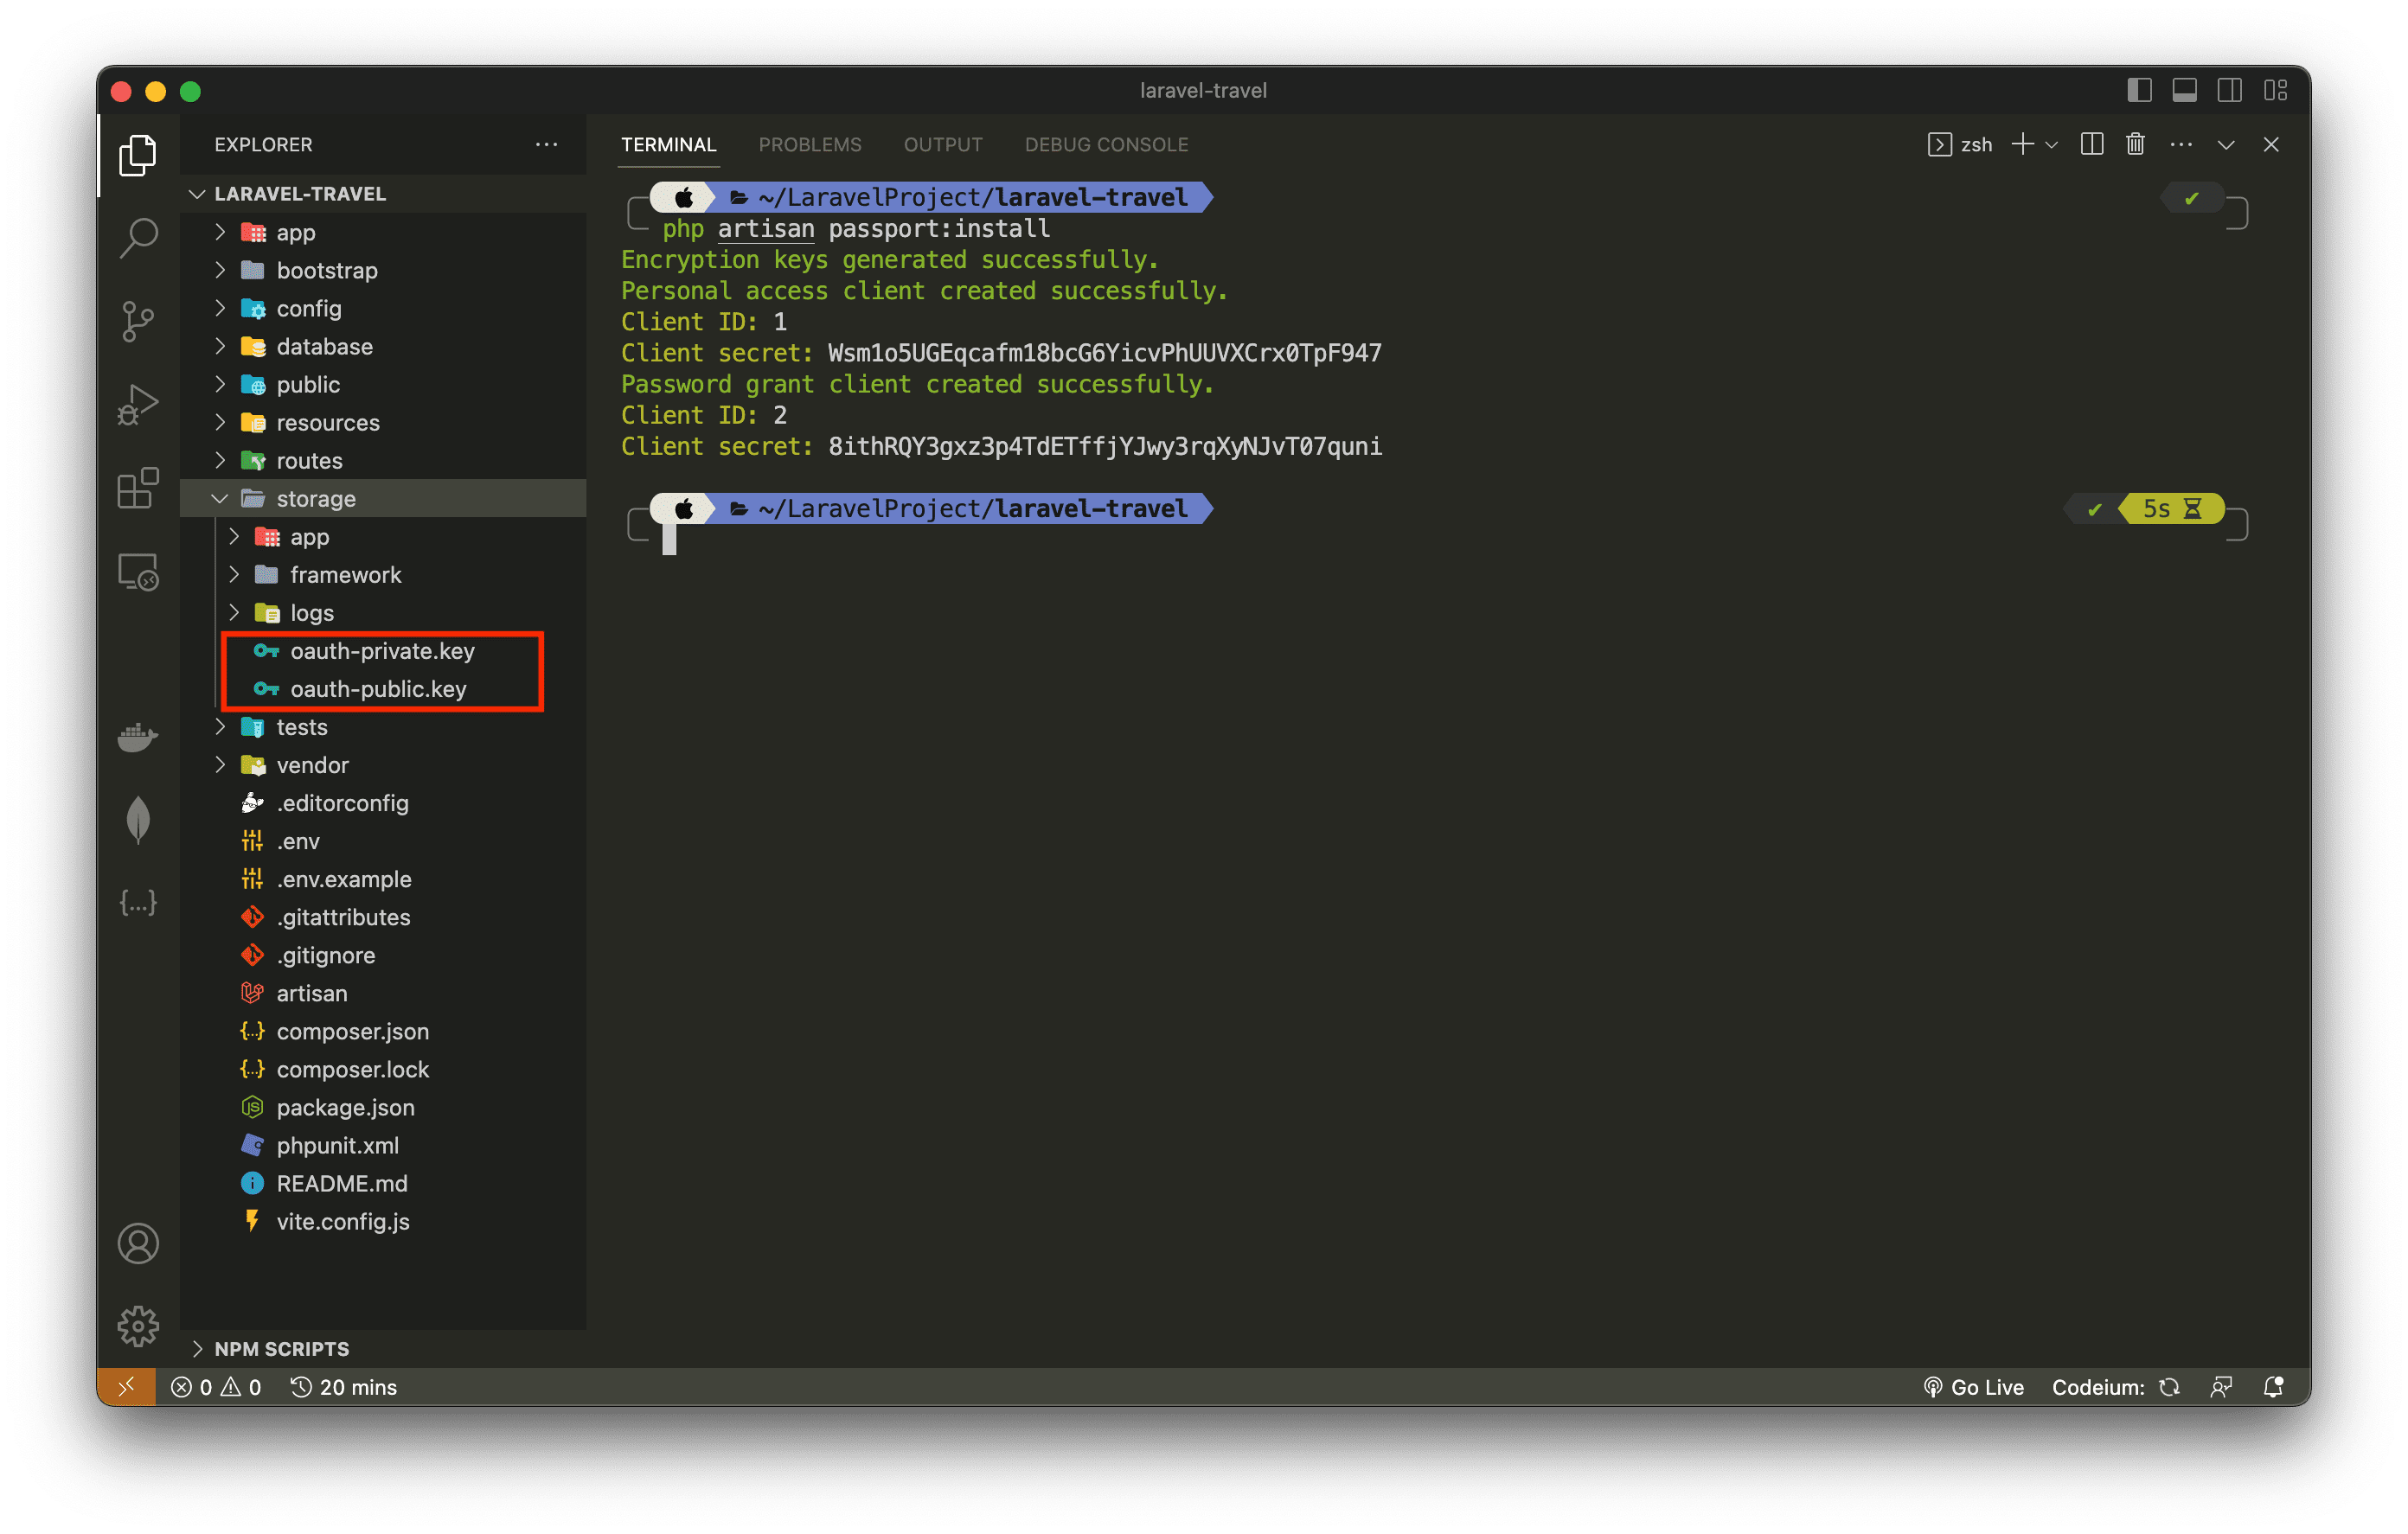 laravel-travel
EXPLORER
LARAVEL-TRAVEL
app
bootstrap
config
database
public
resources
routes
storage
app
framework
logs
oauth-private.key
oauth-public.key
tests
vendor
.editorconfig
.env
.env.example
.gitattributes
.gitignore
artisan
composer.json
composer.lock
package.json
phpunit.xml
README.md
vite.config.js
NPM SCRIPTS
TERMINAL PROBLEMS OUTPUT DEBUG CONSOLE zsh
~/LaravelProject/laravel-travel
php artisan passport:install
Encryption keys generated successfully.
Personal access client created successfully.
Client ID: 1
Client secret: Wsm1o5UGEqcafm18bcG6YicvPhUUVXCrx0TpF947
Password grant client created successfully.
Client ID: 2
Client secret: 8ithRQY3gxz3p4TdETffjYJwy3rqXyNJvT07quni
~/LaravelProject/laravel-travel 5s
0 0 20 mins Go Live Codeium: